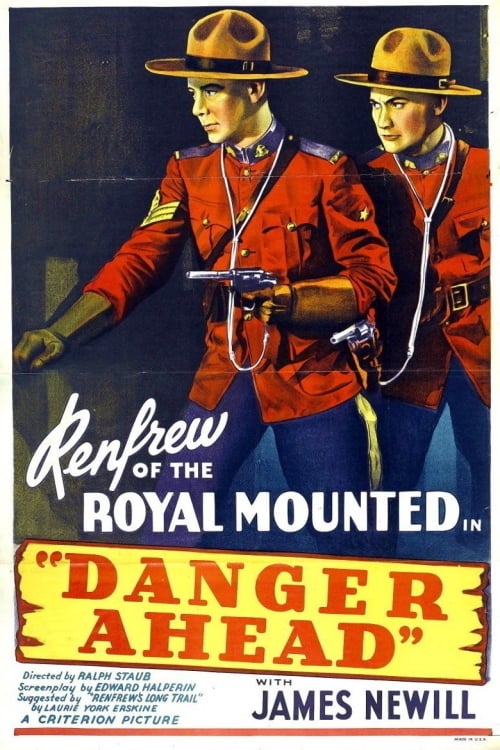 Renfrew
OF THE
ROYAL MOUNTED IN
"DANGER
AHEAD"
Directed by RALPH STAUB
Screenplay by EDWARD HALPERIN
Suggested by "RENFREW'S LONG TRAIL"
by LAURIE YORK ERSKINE
A CRITERION PICTURE
WITH
JAMES NEWILL
MADE IN U.S.A.